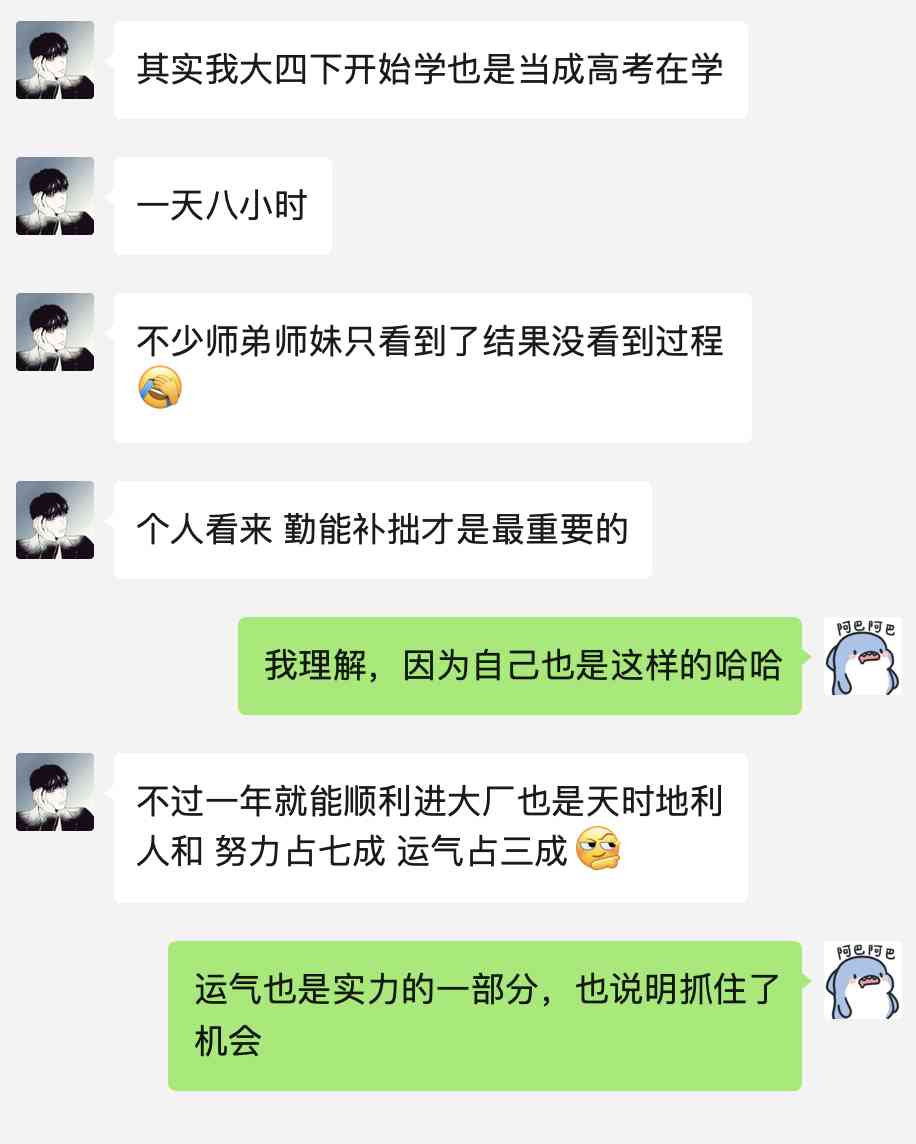 其实我大四下开始学也是当成高考在学
一天八小时
不少师弟师妹只看到了结果没看到过程
个人看来 勤能补拙才是最重要的
阿巴阿巴
我理解，因为自己也是这样的哈哈
不过一年就能顺利进大厂也是天时地利
人和 努力占七成 运气占三成
阿巴阿巴
运气也是实力的一部分，也说明抓住了
机会